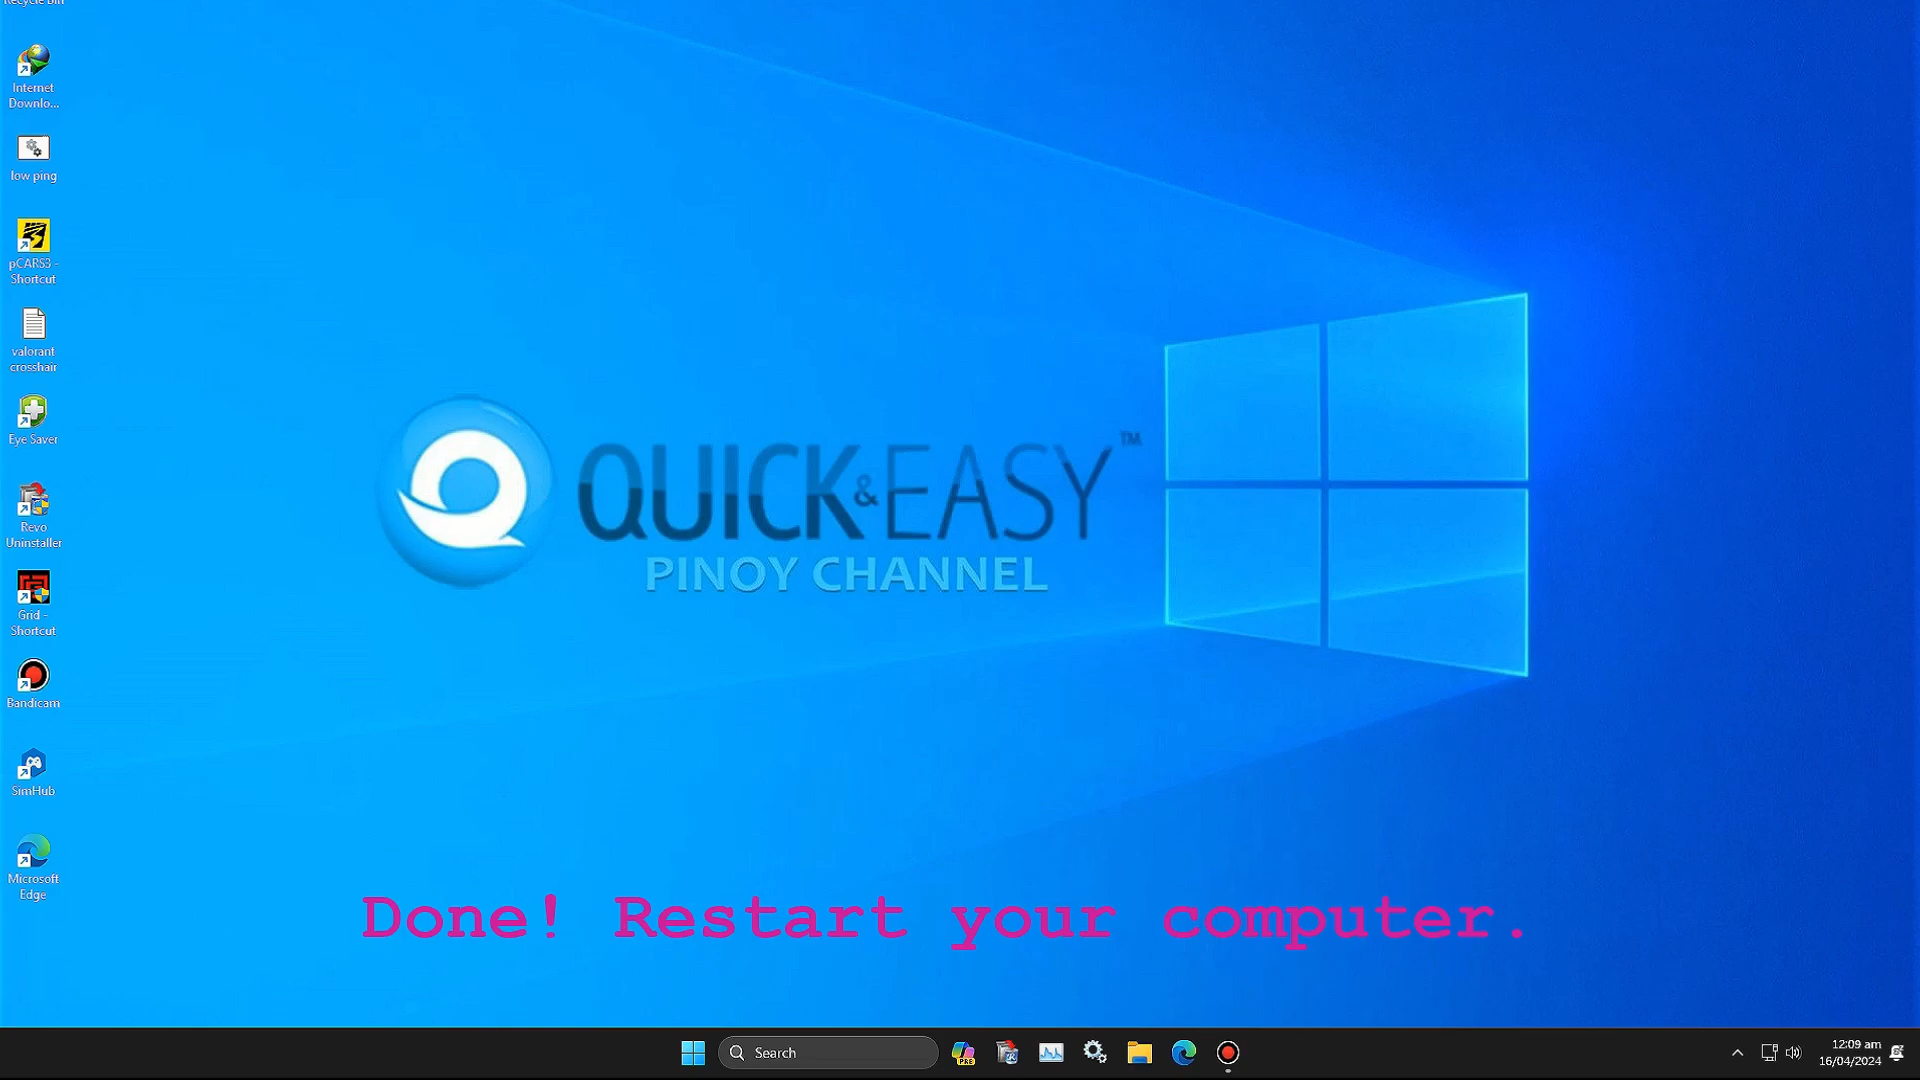 Recycle Bin
Internet
Downlo...
low ping
pCARS3 -
Shortcut
valorant
crosshair
Eye Saver
Revo
Uninstaller
Grid -
Shortcut
Bandicam
SimHub
Microsoft
Edge
QUICK&EASY™
PINOY CHANNEL
Done! Restart your computer.
Search
PRE
12:09 am
16/04/2024